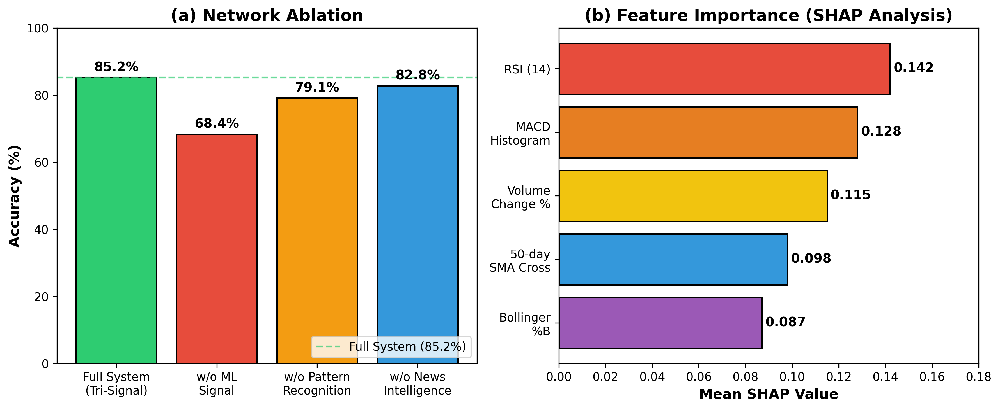 (a) Network Ablation
Accuracy (%)
100
80
60
40
20
0
85.2%
68.4%
79.1%
82.8%
Full System (85.2%)
Full System
(Tri-Signal)
w/o ML
Signal
w/o Pattern
Recognition
w/o News
Intelligence
(b) Feature Importance (SHAP Analysis)
RSI (14)
0.142
MACD
Histogram
0.128
Volume
Change %
0.115
50-day
SMA Cross
0.098
Bollinger
%B
0.087
0.00
0.02
0.04
0.06
0.08
0.10
0.12
0.14
0.16
0.18
Mean SHAP Value